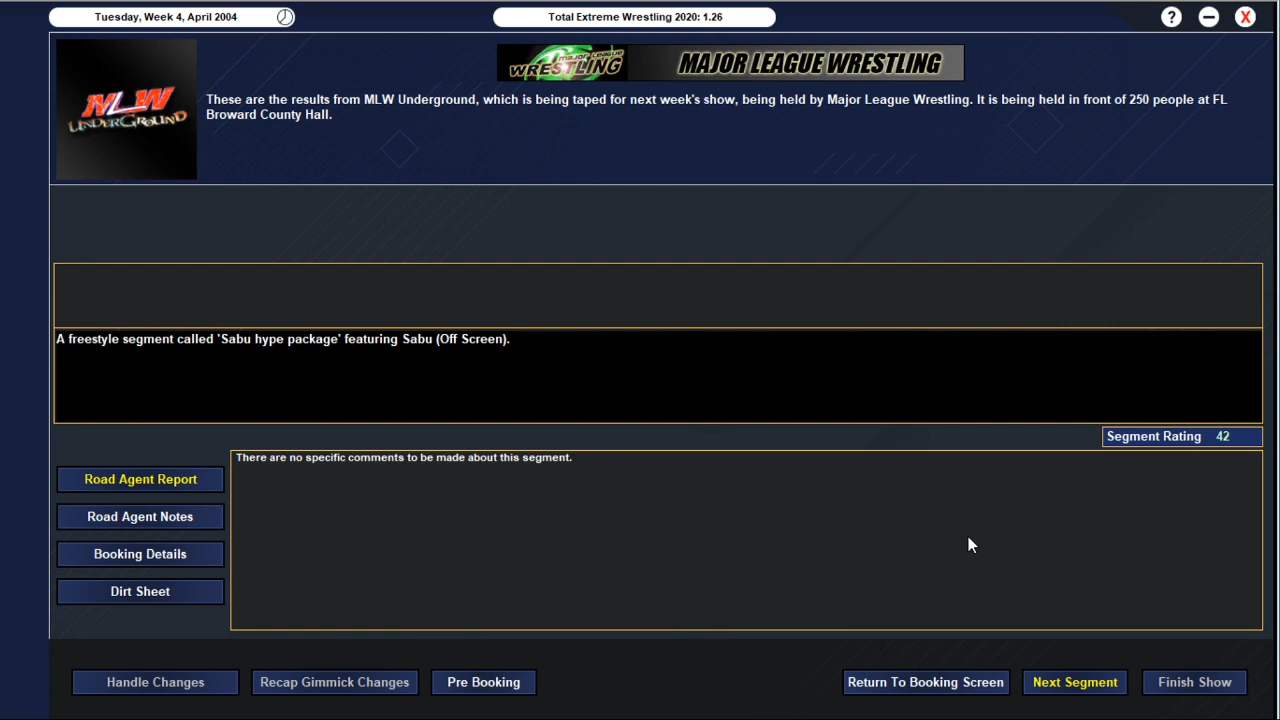 Tuesday, Week 4, April 2004
Total Extreme Wrestling 2020: 1.26
?
X
MLW
UNDERGROUND
MAJOR LEAGUE
WRESTLING
MAJOR LEAGUE WRESTLING
These are the results from MLW Underground, which is being taped for next week's show, being held by Major League Wrestling. It is being held in front of 250 people at FL
Broward County Hall.
A freestyle segment called 'Sabu hype package' featuring Sabu (Off Screen).
Segment Rating 42
Road Agent Report
There are no specific comments to be made about this segment.
Road Agent Notes
Booking Details
Dirt Sheet
Handle Changes
Recap Gimmick Changes
Pre Booking
Return To Booking Screen
Next Segment
Finish Show